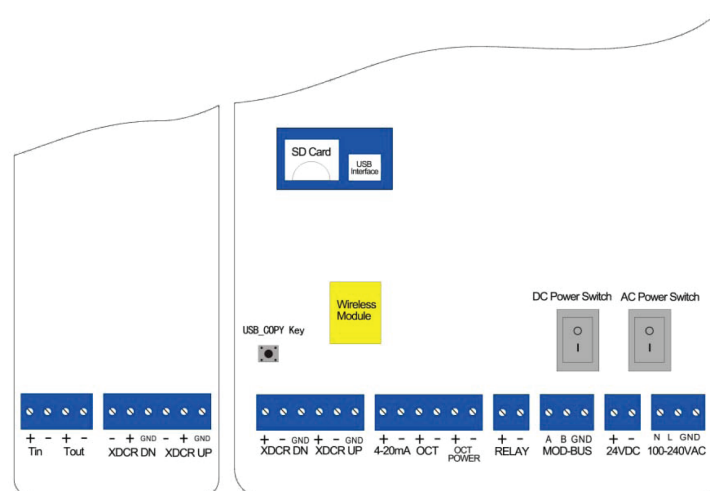 SD Card
USB
Interface
Wireless
Module
DC Power Switch
AC Power Switch
USB_COPY Key
+ - + -
Tin Tout
- + GND - + GND
XDCR DN XDCR UP
+ - GND + - GND
XDCR DN XDCR UP
+ - + - + -
4-20mA OCT OCT
POWER
+ -
RELAY
A B GND
MOD-BUS
+ -
24VDC
N L GND
100-240VAC